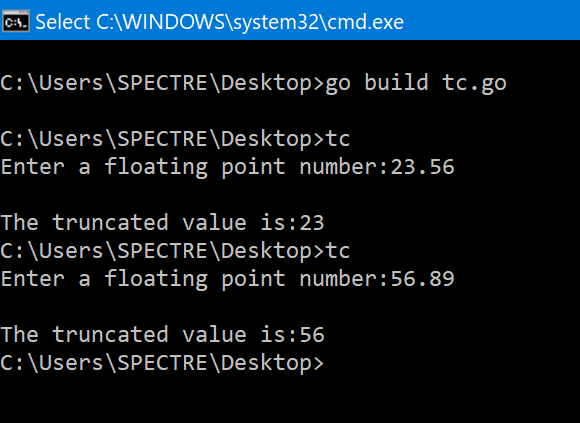 Select C:\WINDOWS\system32\cmd.exe
C:\Users\SPECTRE\Desktop>go build tc.go
C:\Users\SPECTRE\Desktop>tc
Enter a floating point number:23.56
The truncated value is:23
C:\Users\SPECTRE\Desktop>tc
Enter a floating point number:56.89
The truncated value is:56
C:\Users\SPECTRE\Desktop>